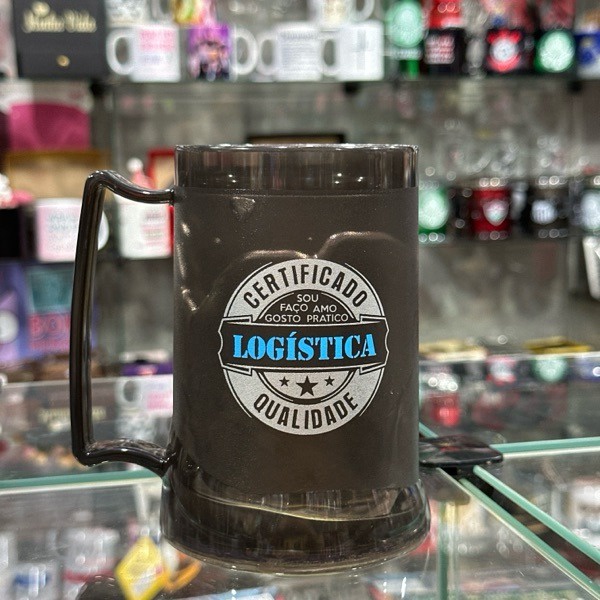 CERTIFICADO
SOU
FAÇO AMO
GOSTO PRATICO
LOGÍSTICA
QUALIDADE